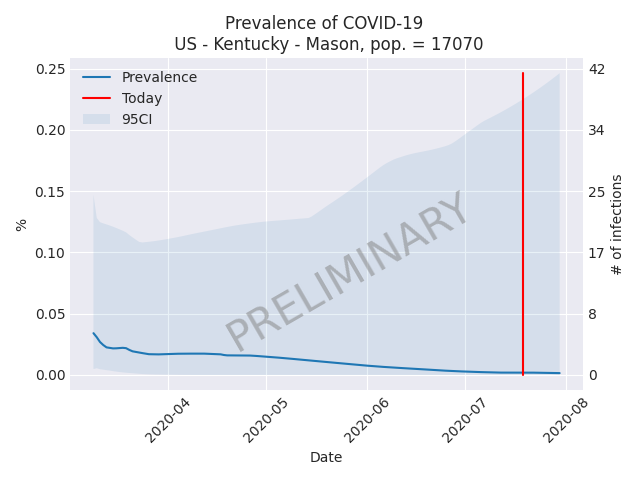 Prevalence of COVID-19
US - Kentucky - Mason, pop. = 17070
Prevalence
Today
95CI
0.25
0.20
0.15
0.10
0.05
0.00
%
42
34
25
17
8
0
# of infections
PRELIMINARY
2020-04
2020-05
2020-06
2020-07
2020-08
Date